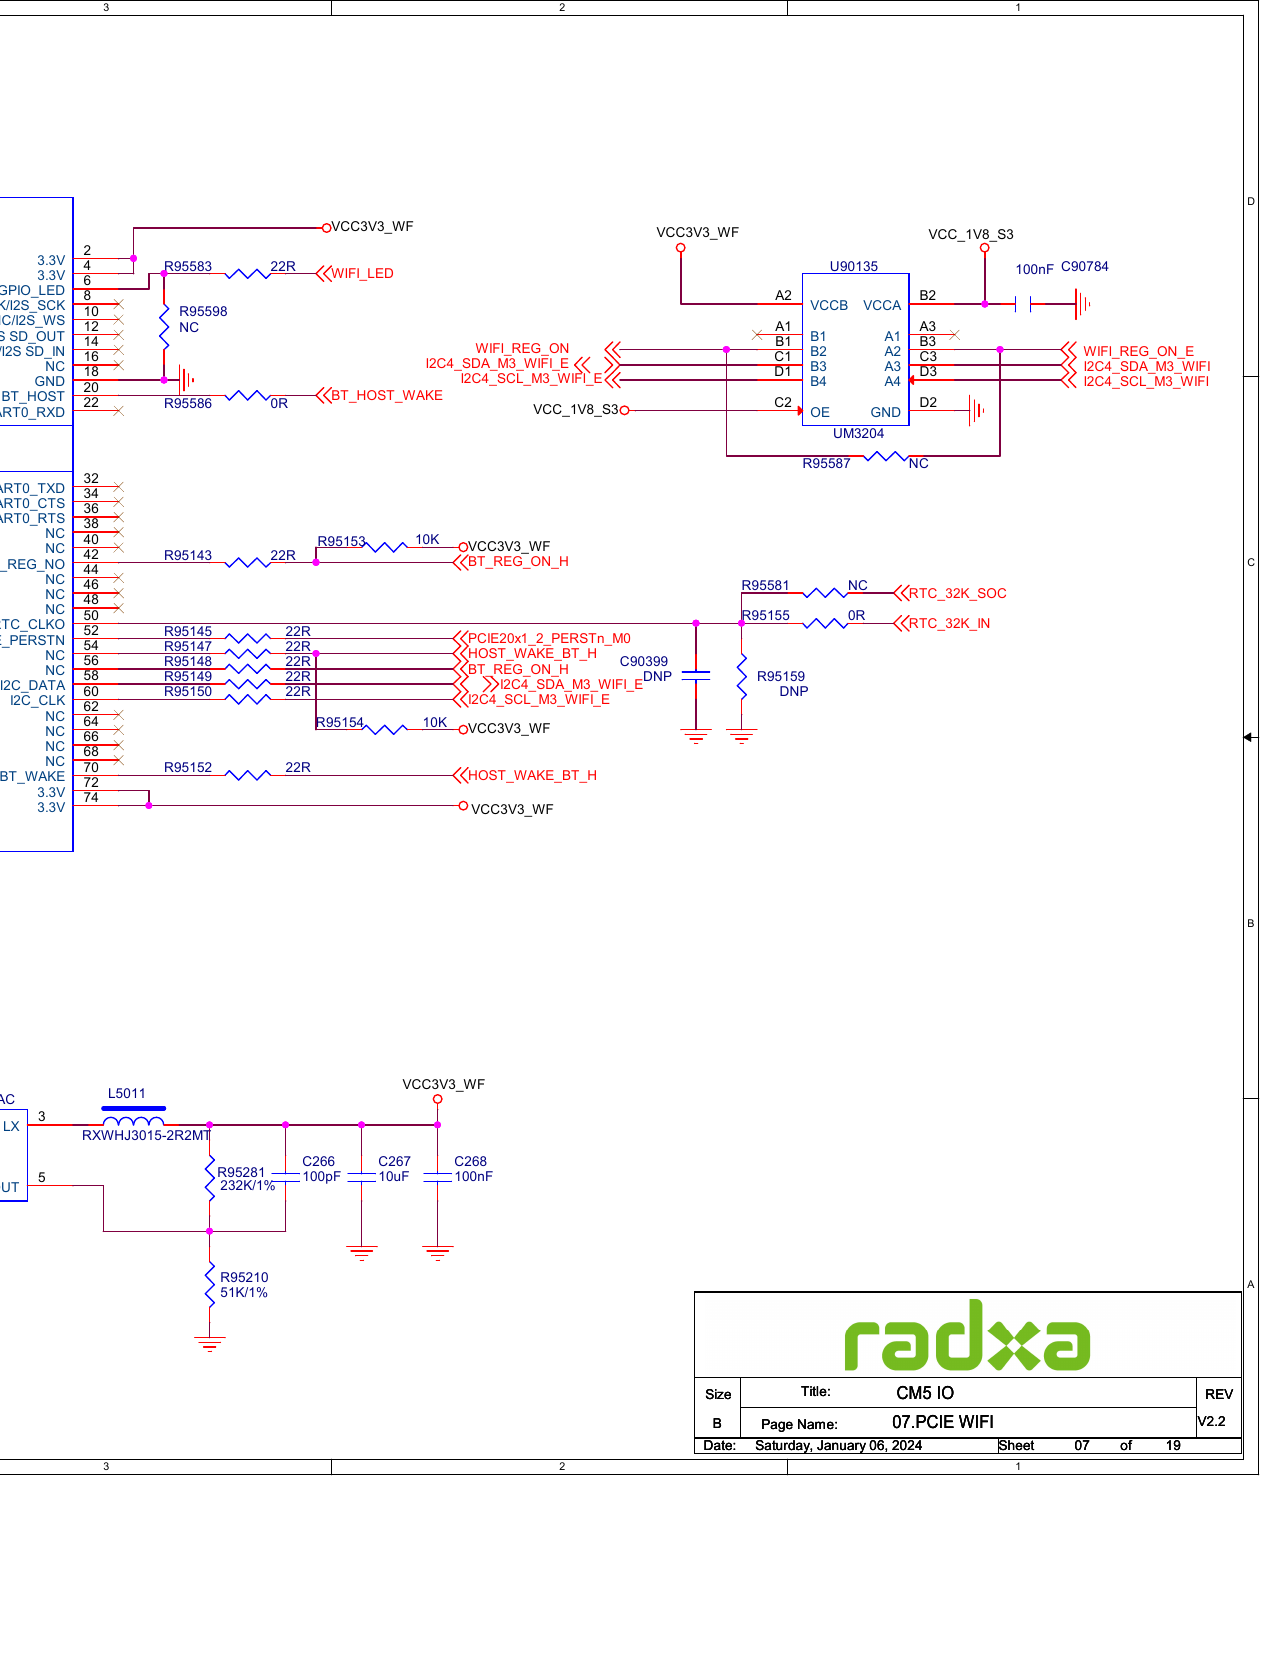 3
2
1
D
VCC3V3_WF
2
3.3V
4
3.3V
6
GPIO_LED
R95583
22R
WIFI_LED
8
K/I2S_SCK
10
IC/I2S_WS
R95598
NC
12
S SD_OUT
14
/I2S SD_IN
16
NC
18
GND
20
BT_HOST
R95586
0R
BT_HOST_WAKE
22
ART0_RXD
VCC3V3_WF
VCC_1V8_S3
U90135
100nF
C90784
A2
VCCB
VCCA
B2
A1
B1
A1
A3
WIFI_REG_ON
B1
B2
A2
B3
WIFI_REG_ON_E
I2C4_SDA_M3_WIFI_E
C1
B3
A3
C3
I2C4_SDA_M3_WIFI
I2C4_SCL_M3_WIFI_E
D1
B4
A4
D3
I2C4_SCL_M3_WIFI
VCC_1V8_S3
C2
OE
GND
D2
UM3204
R95587
NC
32
ART0_TXD
34
ART0_CTS
36
ART0_RTS
38
NC
40
NC
42
_REG_NO
R95143
22R
R95153
10K
VCC3V3_WF
BT_REG_ON_H
C
44
NC
46
NC
48
NC
50
RTC_CLKO
R95581
NC
RTC_32K_SOC
R95155
0R
RTC_32K_IN
52
E_PERSTN
R95145
22R
PCIE20x1_2_PERSTn_M0
54
NC
R95147
22R
HOST_WAKE_BT_H
56
NC
R95148
22R
BT_REG_ON_H
58
I2C_DATA
R95149
22R
I2C4_SDA_M3_WIFI_E
60
I2C_CLK
R95150
22R
I2C4_SCL_M3_WIFI_E
C90399
DNP
R95159
DNP
62
NC
64
NC
R95154
10K
VCC3V3_WF
66
NC
68
NC
70
BT_WAKE
R95152
22R
HOST_WAKE_BT_H
72
3.3V
74
3.3V
VCC3V3_WF
B
AC
L5011
VCC3V3_WF
LX
3
RXWHJ3015-2R2MT
R95281
232K/1%
C266
100pF
C267
10uF
C268
100nF
OUT
5
R95210
51K/1%
A
radxa
Size
Title:
CM5 IO
REV
B
Page Name:
07.PCIE WIFI
V2.2
Date:
Saturday, January 06, 2024
Sheet
07
of
19
3
2
1